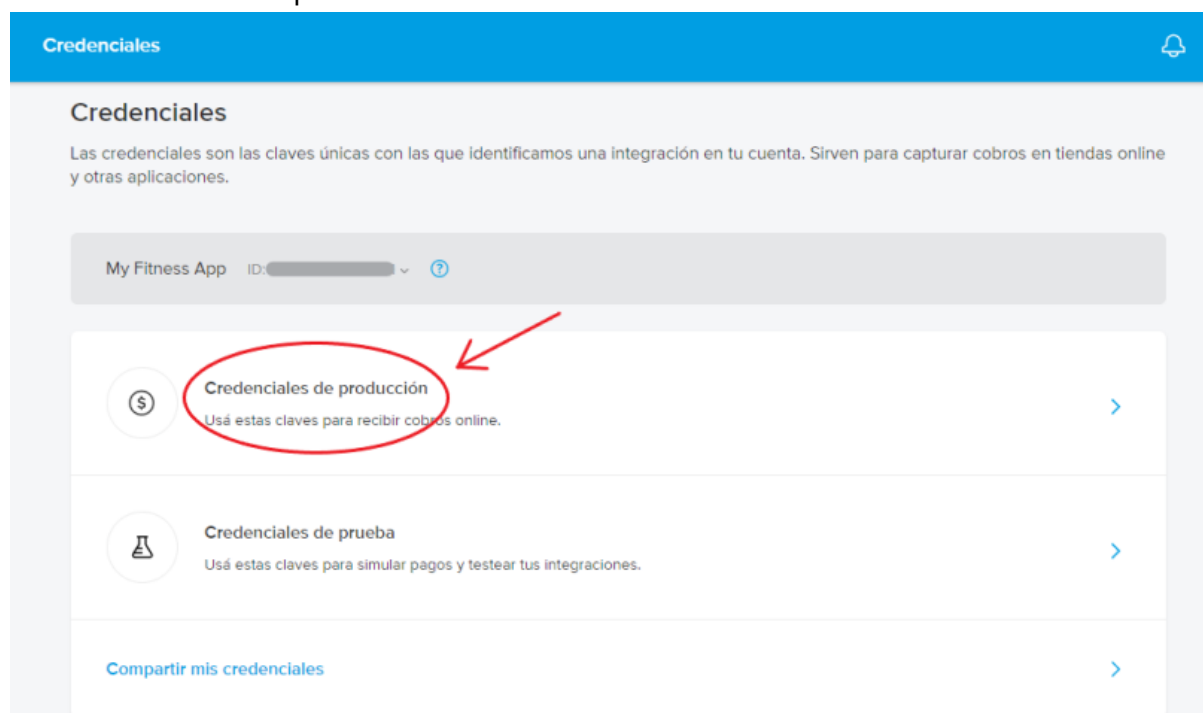 Credenciales
Credenciales
Las credenciales son las claves únicas con las que identificamos una integración en tu cuenta. Sirven para capturar cobros en tiendas online
y otras aplicaciones.
My Fitness App ID:
Credenciales de producción
Usá estas claves para recibir cobros online.
Credenciales de prueba
Usá estas claves para simular pagos y testear tus integraciones.
Compartir mis credenciales